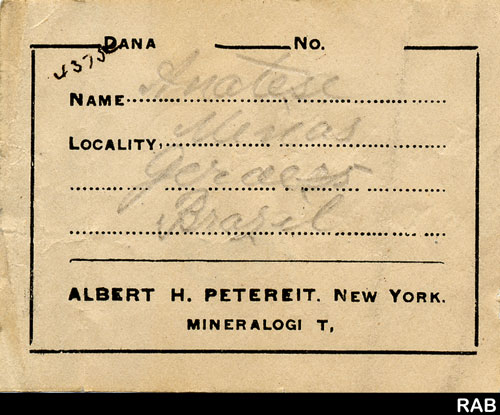 DANA No.
4373
NAME Anatese
LOCALITY, Minas
Geraes
Brazil
ALBERT H. PETEREIT. NEW YORK.
MINERALOGI T,
RAB